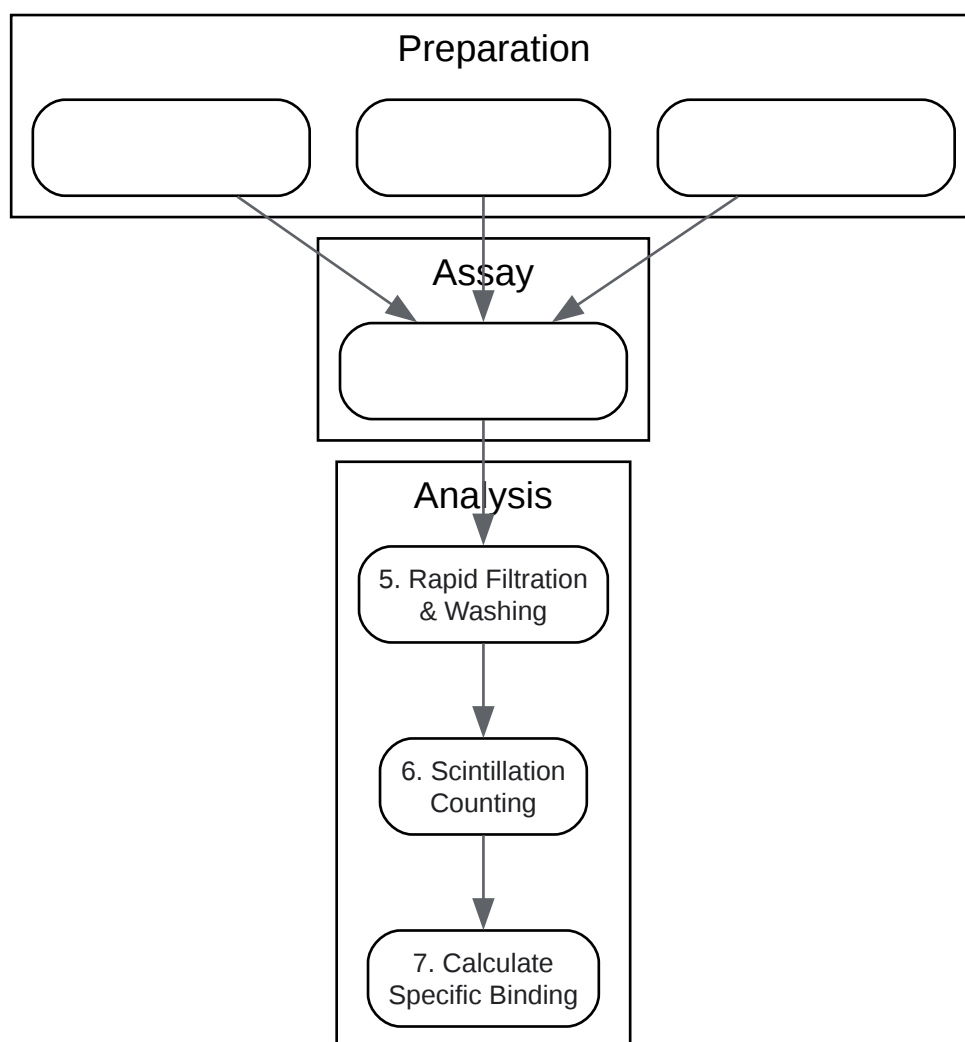 Preparation
Assay
Analysis
5. Rapid Filtration
& Washing
6. Scintillation
Counting
7. Calculate
Specific Binding